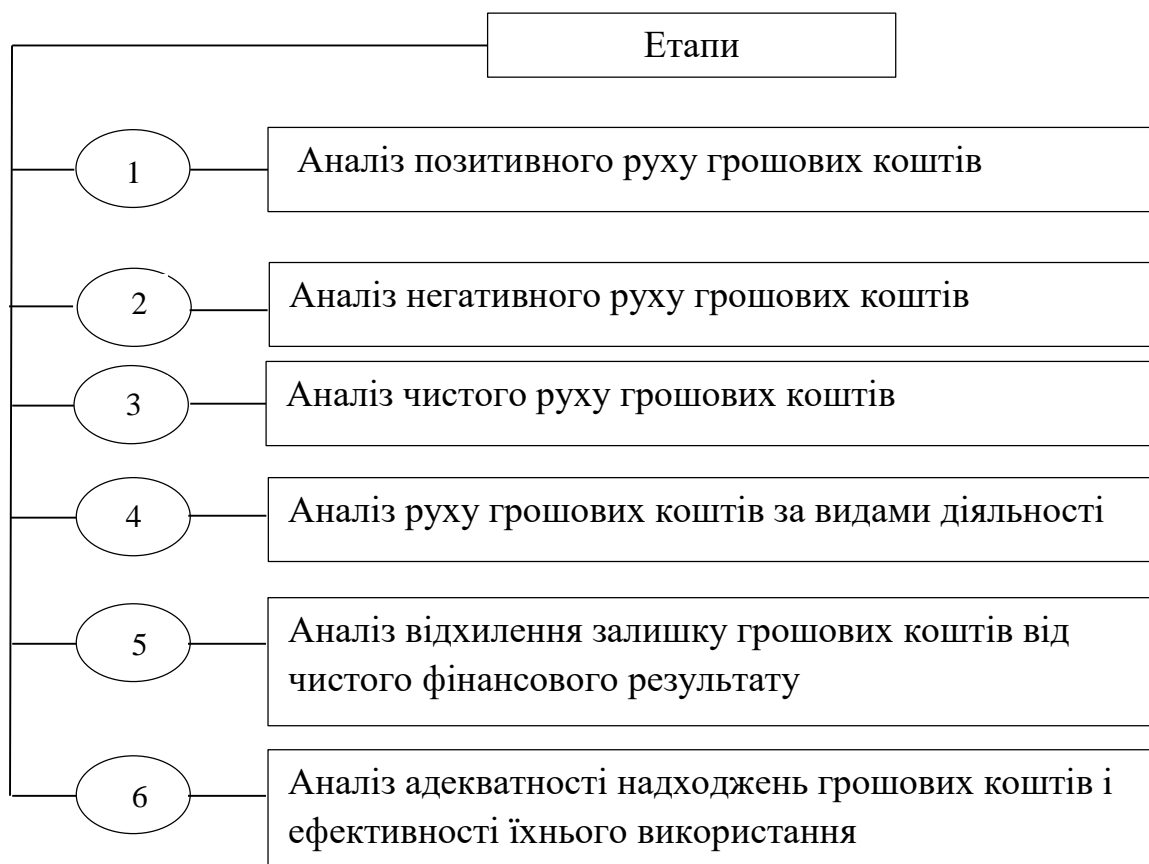 Етапи
1
Аналіз позитивного руху грошових коштів
2
Аналіз негативного руху грошових коштів
3
Аналіз чистого руху грошових коштів
4
Аналіз руху грошових коштів за видами діяльності
5
Аналіз відхилення залишку грошових коштів від
чистого фінансового результату
6
Аналіз адекватності надходжень грошових коштів і
ефективності їхнього використання